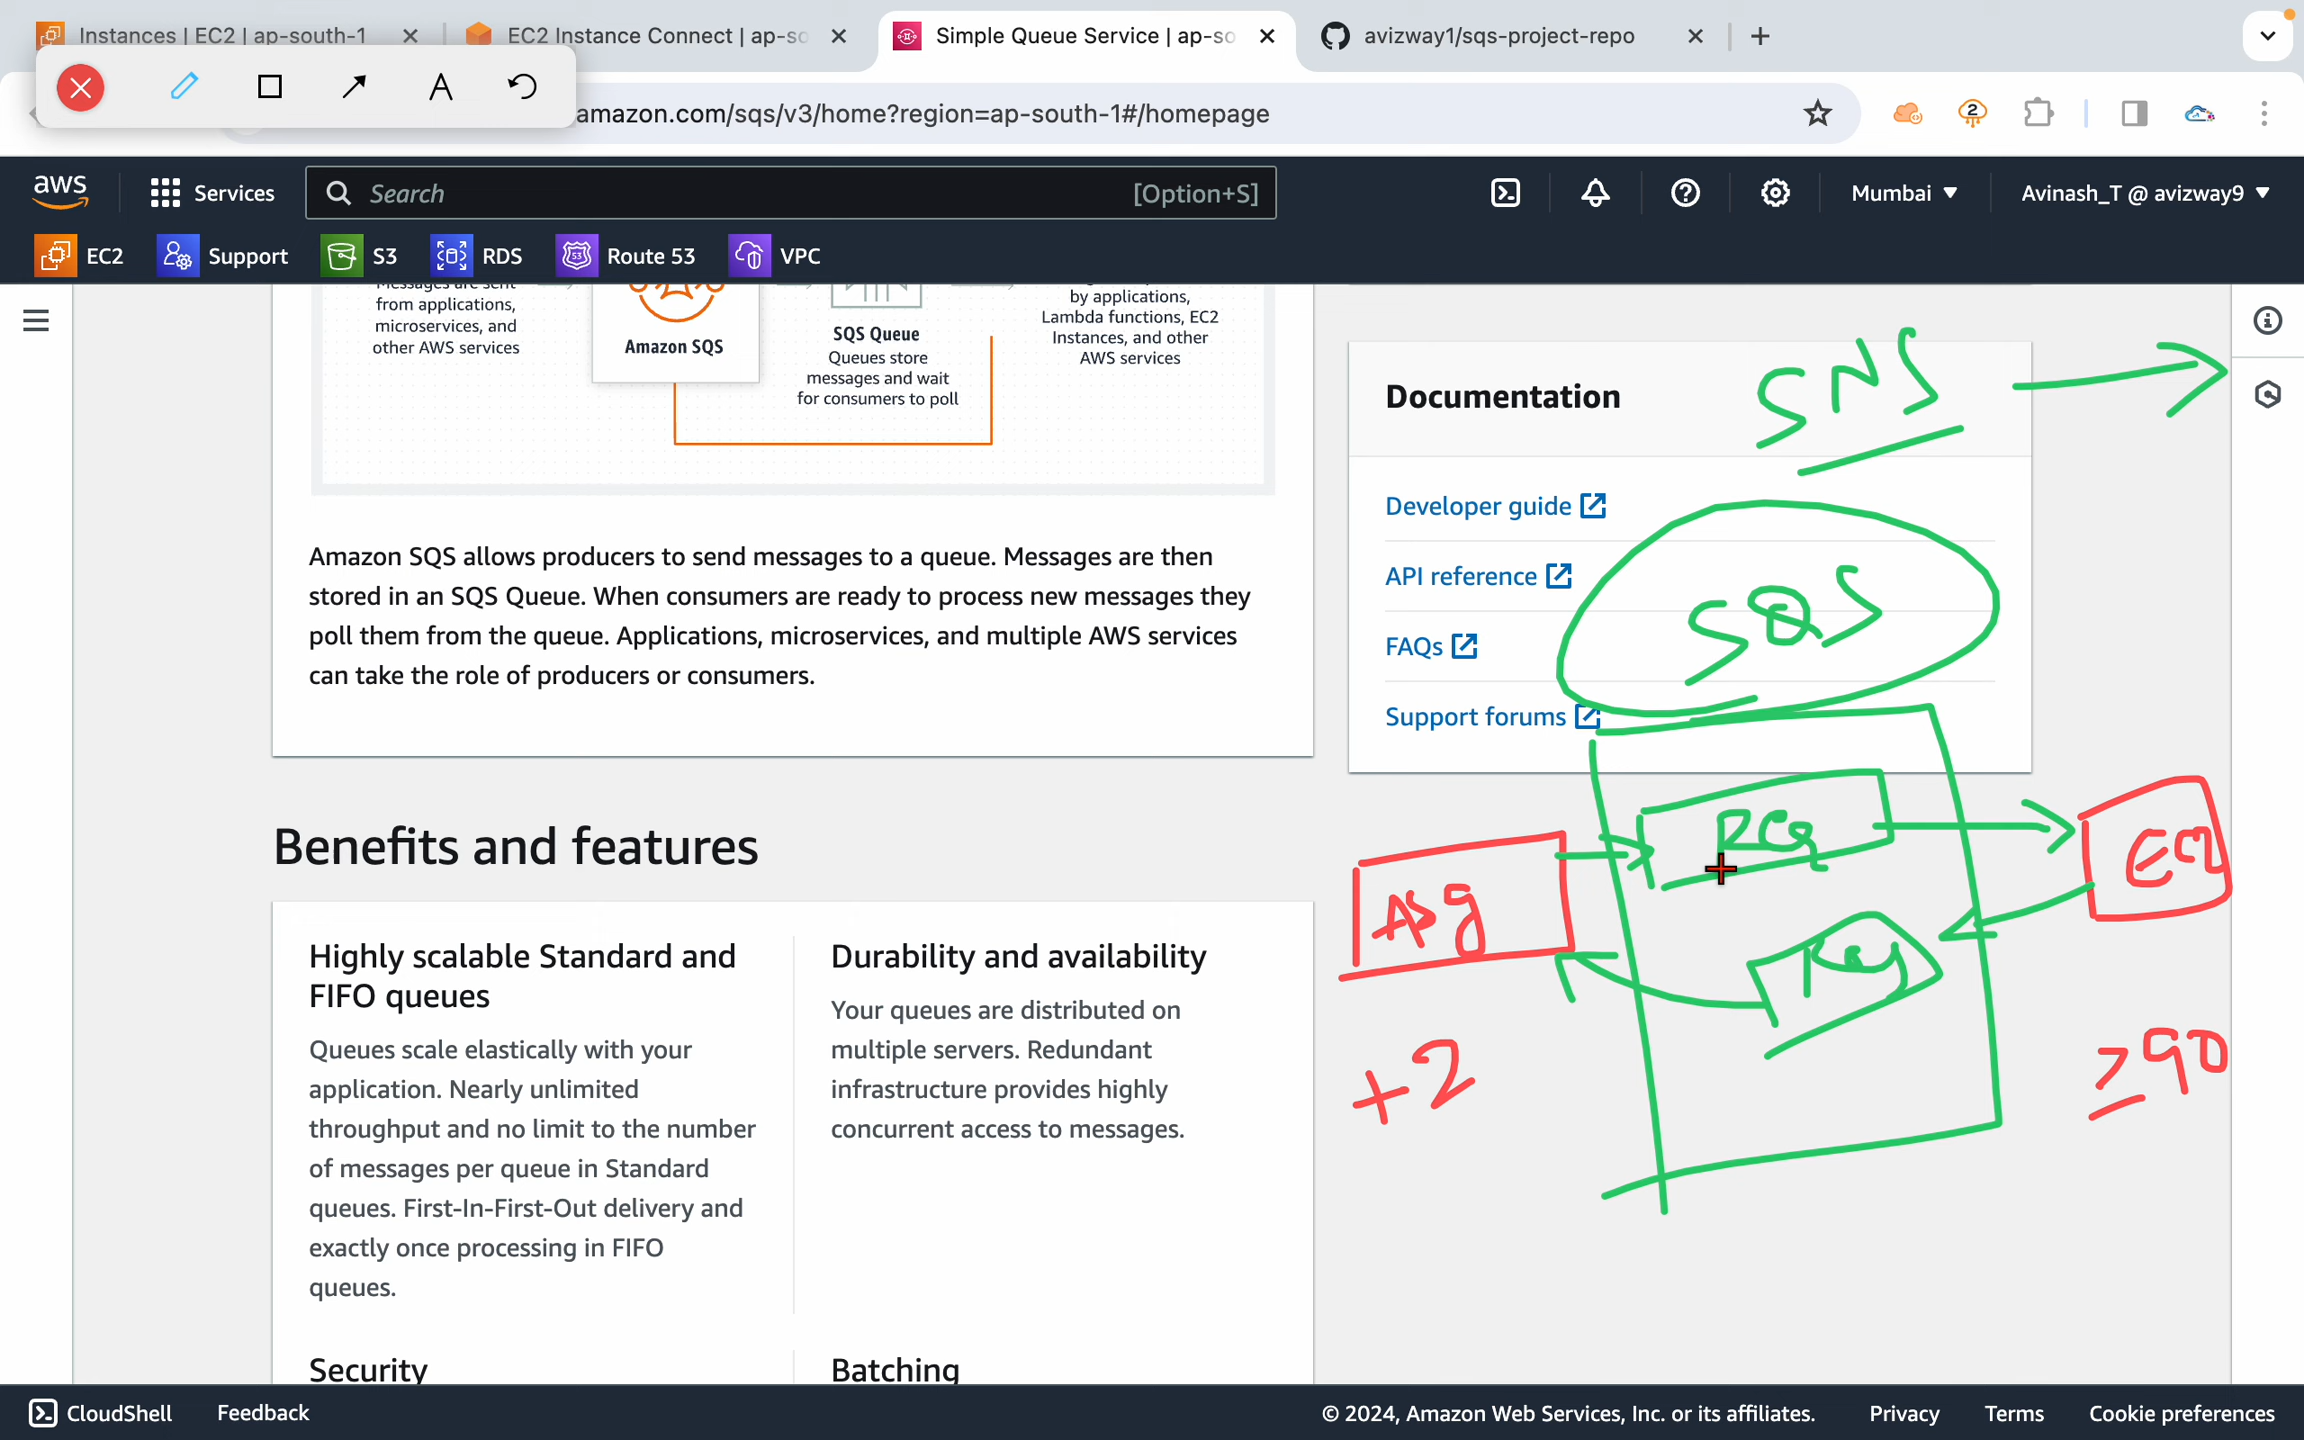 Instances | EC2 | ap-south-1
EC2 Instance Connect | ap-so
Simple Queue Service | ap-so
avizway1/sqs-project-repo
A
amazon.com/sqs/v3/home?region=ap-south-1#/homepage
2
aws
Services
Search
[Option+S]
Mumbai
Avinash_T @ avizway9
EC2
Support
S3
RDS
53
Route 53
VPC
Messages are sent
from applications,
microservices, and
other AWS services
Amazon SQS
SQS Queue
Queues store
messages and wait
for consumers to poll
by applications,
Lambda functions, EC2
Instances, and other
AWS services
Amazon SQS allows producers to send messages to a queue. Messages are then
stored in an SQS Queue. When consumers are ready to process new messages they
poll them from the queue. Applications, microservices, and multiple AWS services
can take the role of producers or consumers.
Documentation
SNS
Developer guide
API reference
FAQs
Support forums
SQS
Benefits and features
Highly scalable Standard and
FIFO queues
Queues scale elastically with your
application. Nearly unlimited
throughput and no limit to the number
of messages per queue in Standard
queues. First-In-First-Out delivery and
exactly once processing in FIFO
queues.
Durability and availability
Your queues are distributed on
multiple servers. Redundant
infrastructure provides highly
concurrent access to messages.
Security
Batching
ASg
EC2
+2
≥90
CloudShell
Feedback
© 2024, Amazon Web Services, Inc. or its affiliates.
Privacy
Terms
Cookie preferences